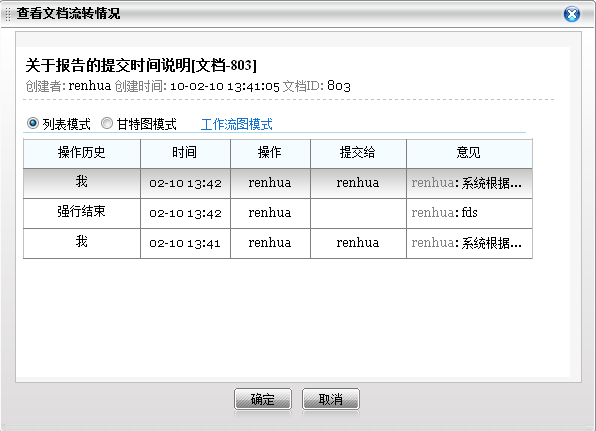 查看文档流转情况
关于报告的提交时间说明[文档-803]
创建者: renhua 创建时间: 10-02-10 13:41:05 文档ID: 803
列表模式 甘特图模式 工作流图模式
操作历史 时间 操作 提交给 意见
我 02-10 13:42 renhua renhua renhua: 系统根据...
强行结束 02-10 13:42 renhua renhua: fds
我 02-10 13:41 renhua renhua renhua: 系统根据...
确定 取消